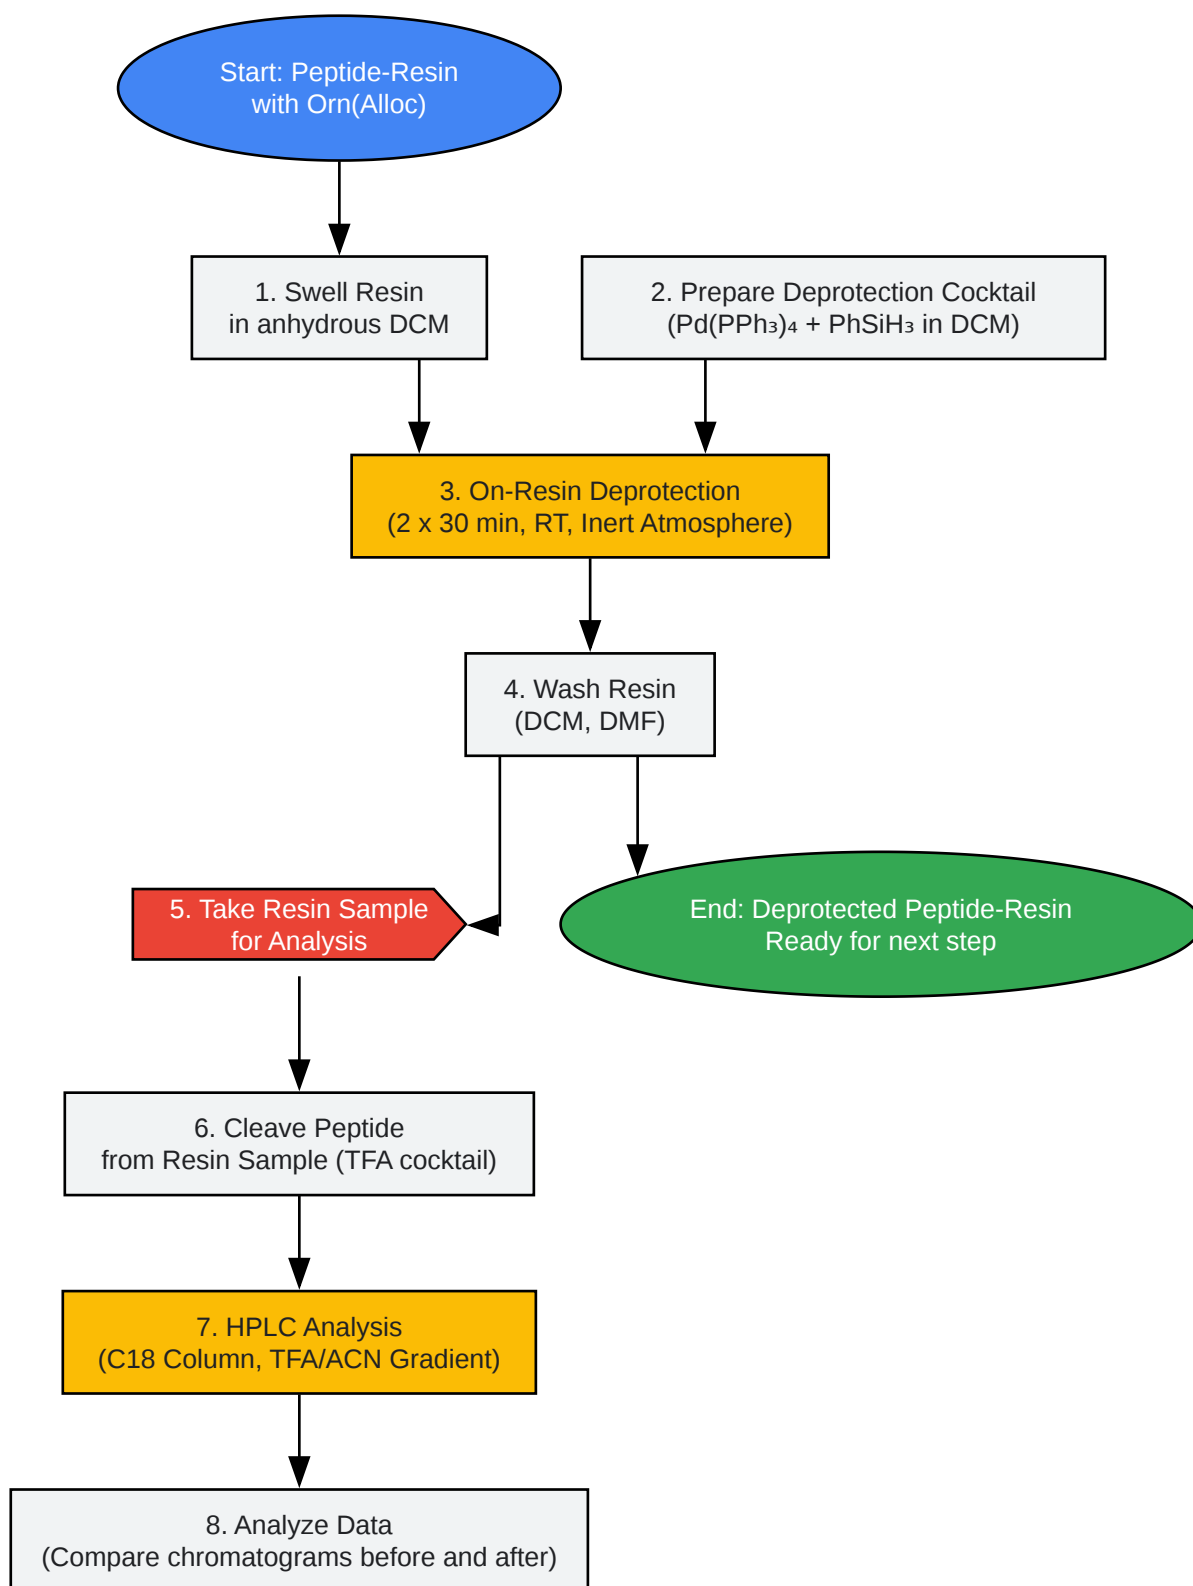 Start: Peptide-Resin
with Orn(Alloc)
1. Swell Resin
in anhydrous DCM
2. Prepare Deprotection Cocktail
(Pd(PPh₃)₄ + PhSiH₃ in DCM)
3. On-Resin Deprotection
(2 x 30 min, RT, Inert Atmosphere)
4. Wash Resin
(DCM, DMF)
5. Take Resin Sample
for Analysis
End: Deprotected Peptide-Resin
Ready for next step
6. Cleave Peptide
from Resin Sample (TFA cocktail)
7. HPLC Analysis
(C18 Column, TFA/ACN Gradient)
8. Analyze Data
(Compare chromatograms before and after)